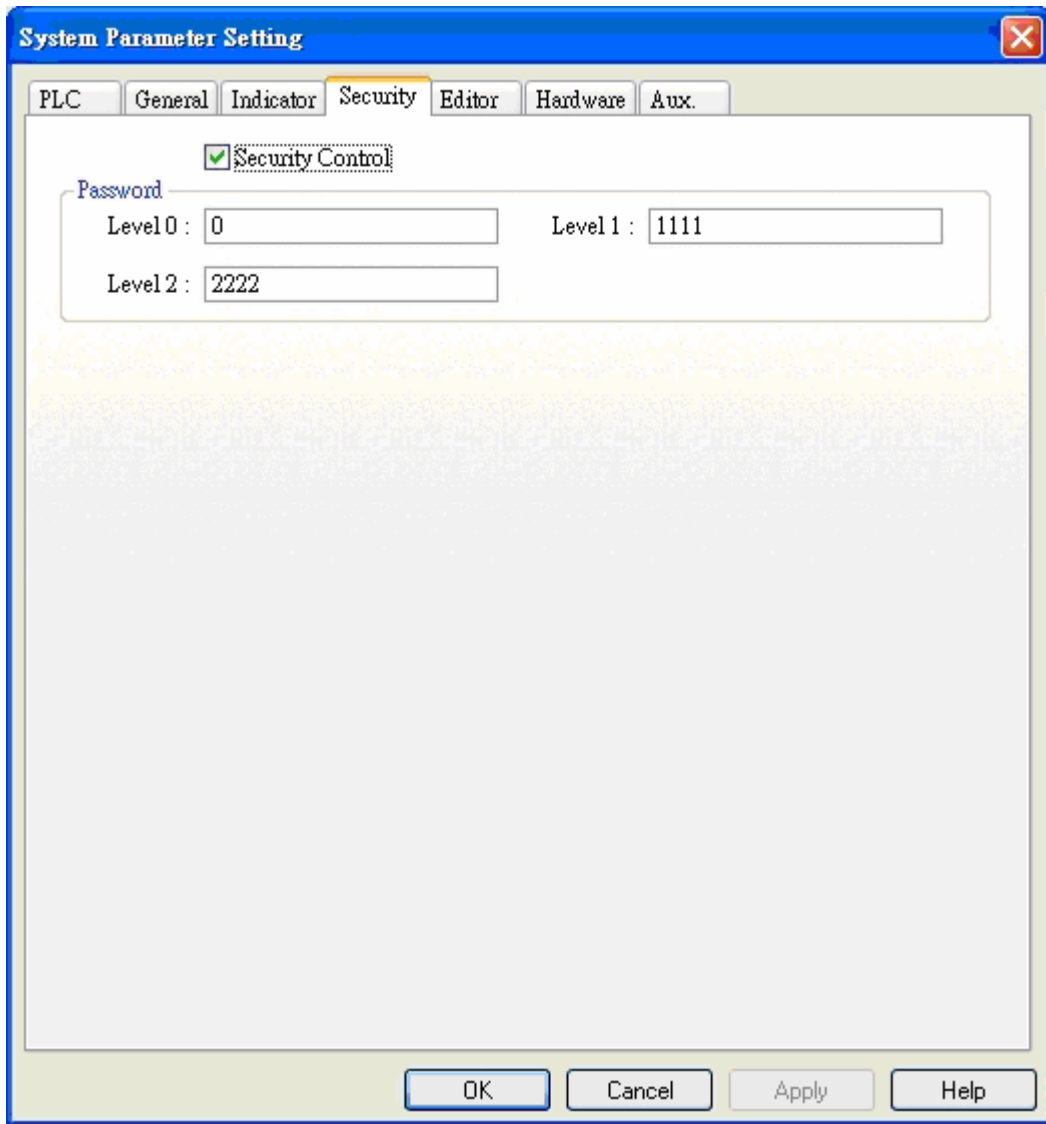 System Parameter Setting
PLC General Indicator Security Editor Hardware Aux.
Security Control
Password
Level 0 : 0 Level 1 : 1111
Level 2 : 2222
OK Cancel Apply Help